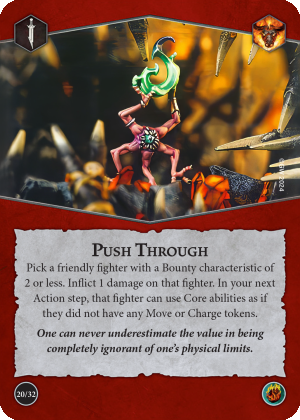 PUSH THROUGH
Pick a friendly fighter with a Bounty characteristic of
2 or less. Inflict 1 damage on that fighter. In your next
Action step, that fighter can use Core abilities as if
they did not have any Move or Charge tokens.
One can never underestimate the value in being
completely ignorant of one's physical limits.
20/32